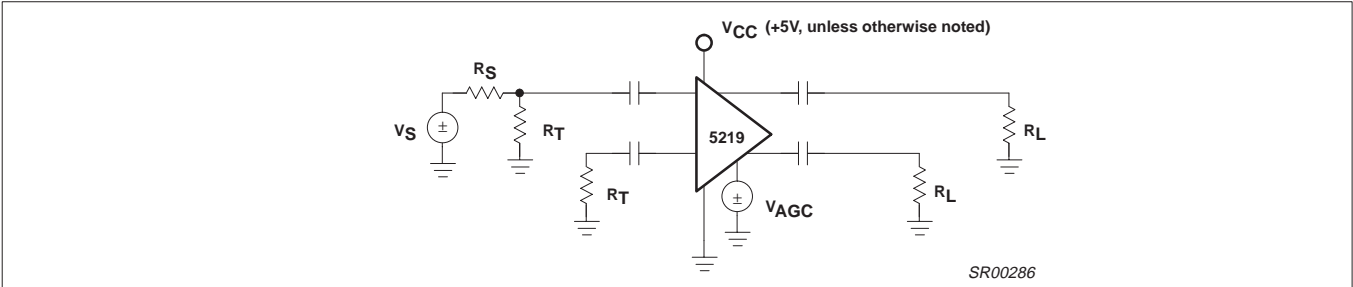 VCC (+5V, unless otherwise noted)
RS
VS
RT
5219
RL
RT
VAGC
RL
SR00286